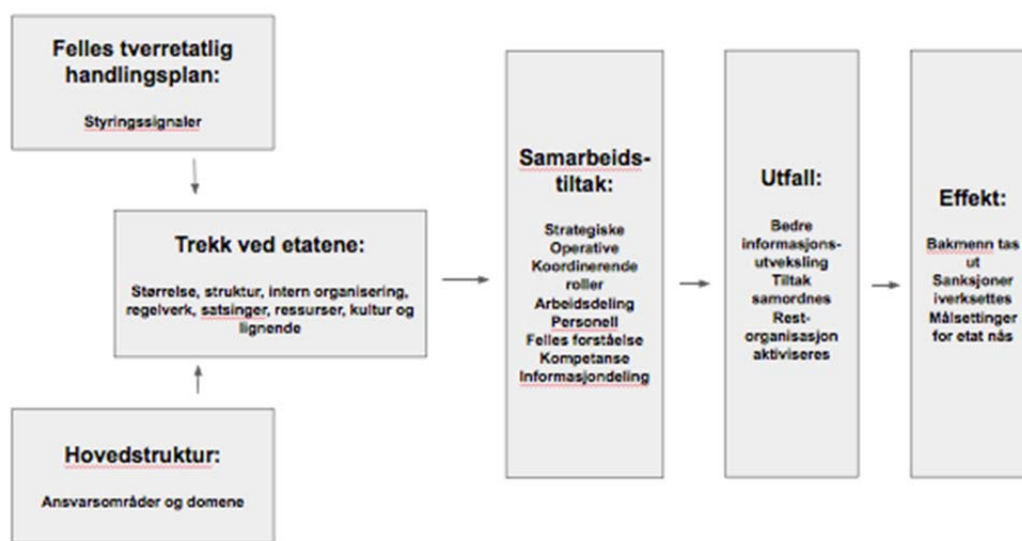 Felles tverretatlig
handlingsplan:
Styringssignaler
Trekk ved etatene:
Størrelse, struktur, intern organisering,
regelverk, satsinger, ressurser, kultur og
lignende
Hovedstruktur:
Ansvarsområder og domene
Samarbeids-
tiltak:
Strategiske
Operative
Koordinerende
roller
Arbeidsdeling
Personell
Felles forståelse
Kompetanse
Informasjondeling
Utfall:
Bedre
informasjons-
utveksling
Tiltak
samordnes
Rest-
organisasjon
aktiviseres
Effekt:
Bakmenn tas
ut
Sanksjoner
iverksettes
Målsettinger
for etat nås